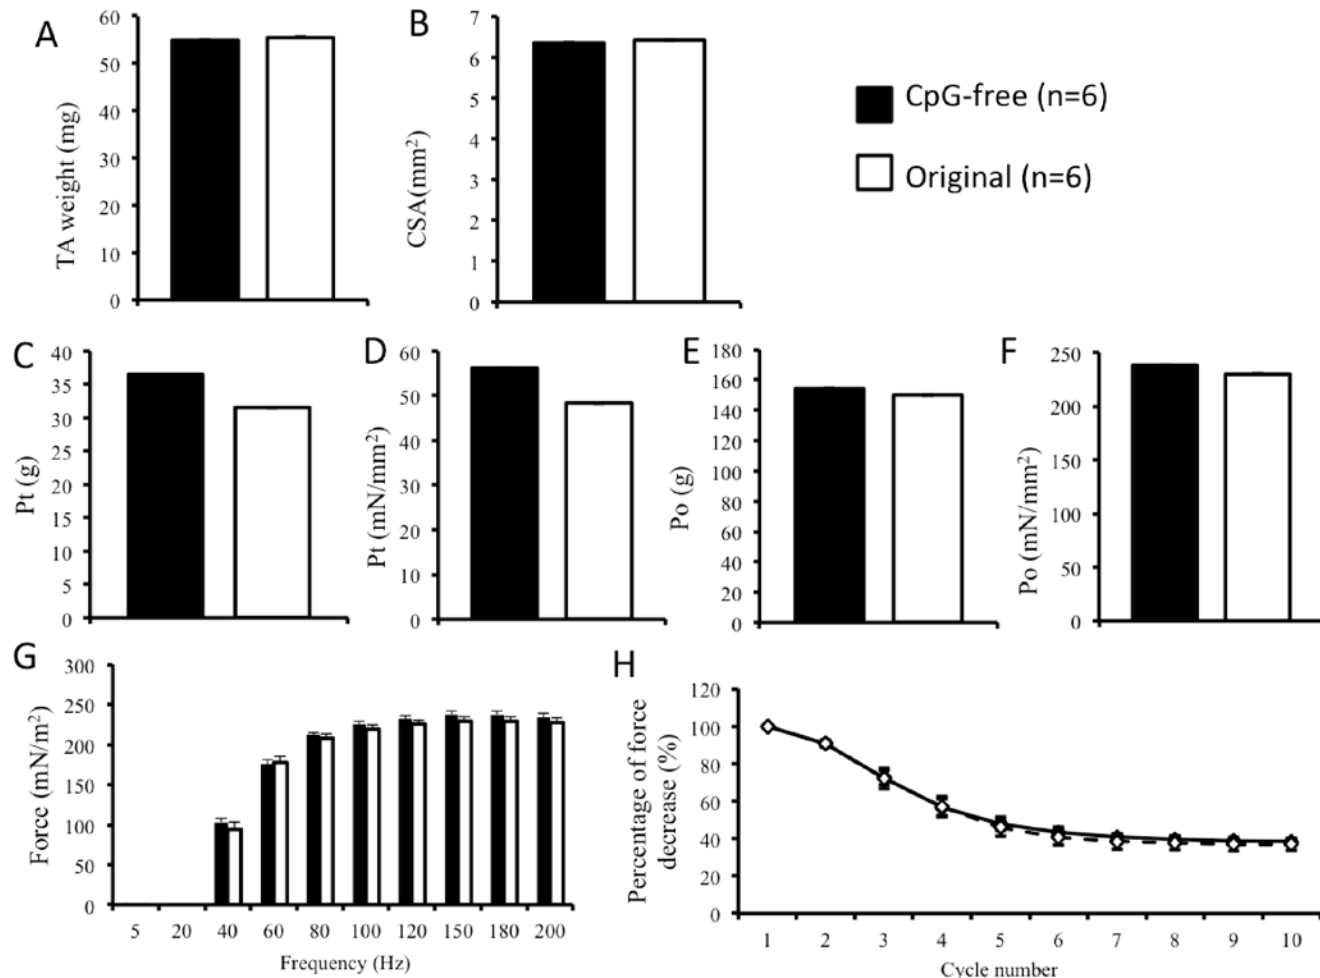 A
TA weight (mg)
60
50
40
30
20
10
0
B
CSA(mm²)
7
6
5
4
3
2
1
0
CpG-free (n=6)
Original (n=6)
C
Pt (g)
40
35
30
25
20
15
10
5
0
D
Pt (mN/mm²)
60
50
40
30
20
10
0
E
Po (g)
180
160
140
120
100
80
60
40
20
0
F
Po (mN/mm²)
250
200
150
100
50
0
G
Force (mN/m²)
300
250
200
150
100
50
0
5 20 40 60 80 100 120 150 180 200
Frequency (Hz)
H
Percentage of force
decrease (%)
120
100
80
60
40
20
0
1 2 3 4 5 6 7 8 9 10
Cycle number